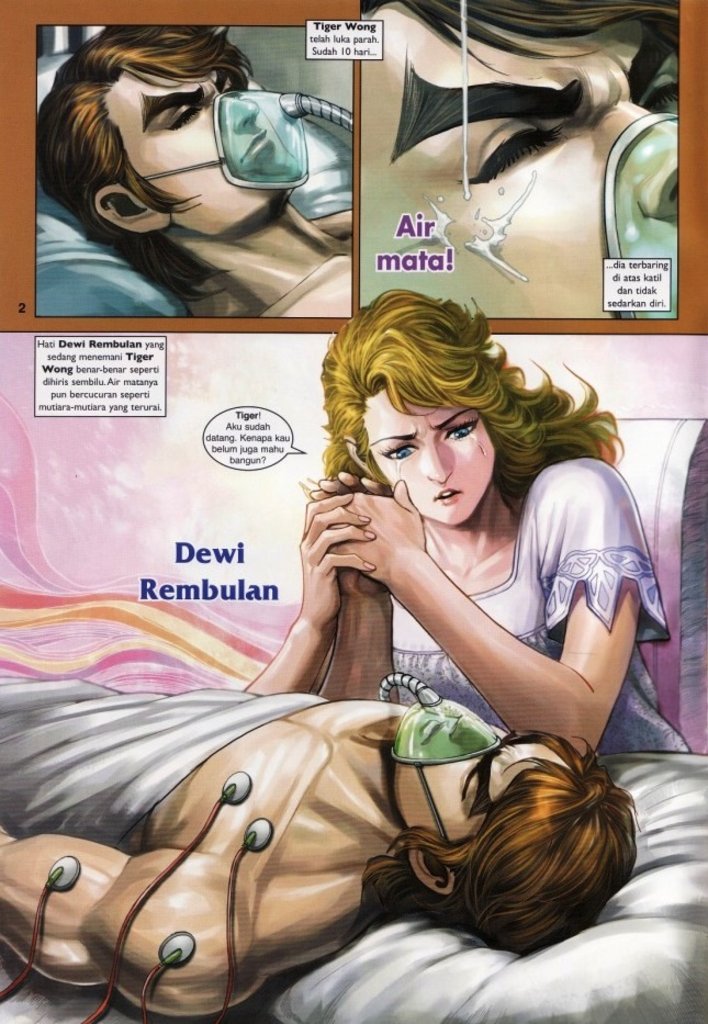 Tiger Wong
telah luka parah.
Sudah 10 hari...
Air
mata!
...dia terbaring
di atas katil
dan tidak
sedarkan diri.
2
Hati Dewi Rembulan yang
sedang menemani Tiger
Wong benar-benar seperti
dihiris sembilu. Air matanya
pun bercucuran seperti
mutiara-mutiara yang terurai.
Tiger!
Aku sudah
datang. Kenapa kau
belum juga mahu
bangun?
Dewi
Rembulan